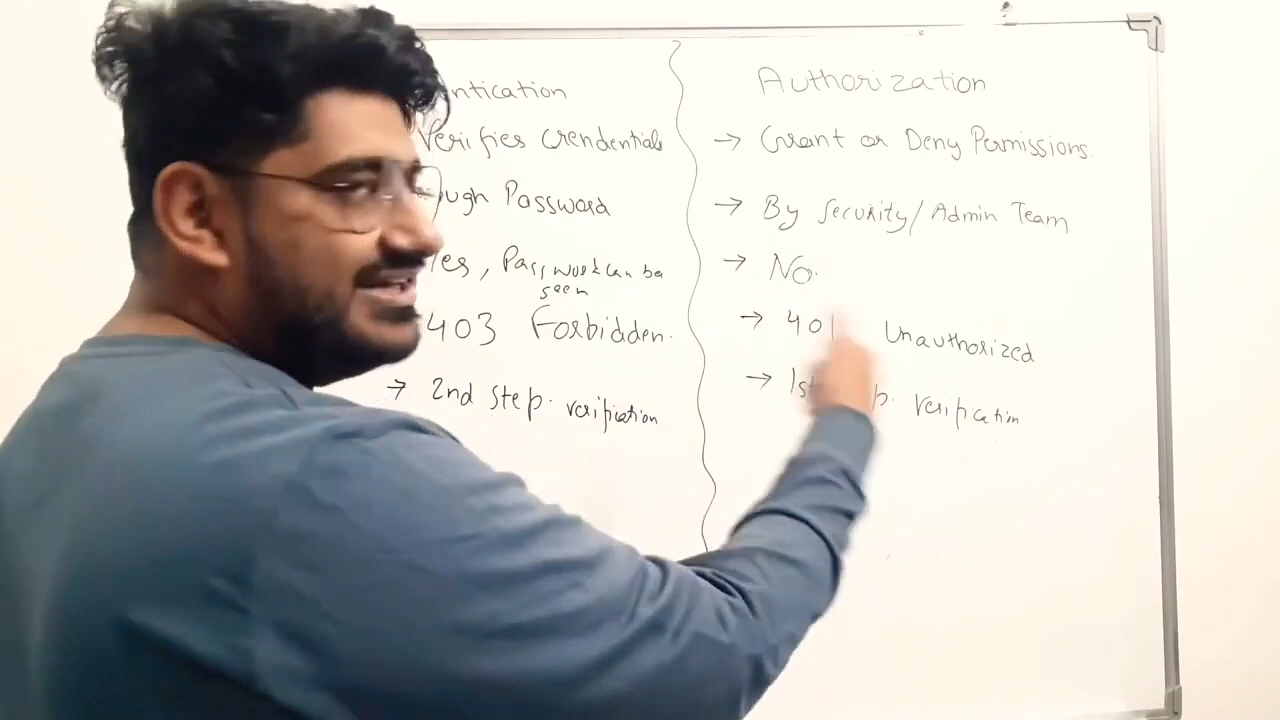 ntication
Verifies Crendentials
ough Password
es, Password can be
seen
403 Forbidden.
→ 2nd Step. verification
Authorization
→ Grant or Deny Permissions.
→ By Security/Admin Team
→ No.
→ 401 Unauthorized
→ 1st p. verification